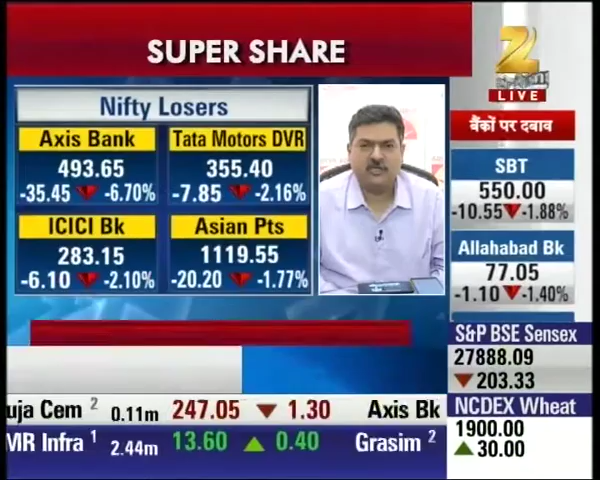 SUPER SHARE
Z
LIVE
Nifty Losers
Axis Bank
493.65
-35.45 -6.70%
Tata Motors DVR
355.40
-7.85 -2.16%
ICICI Bk
283.15
-6.10 -2.10%
Asian Pts
1119.55
-20.20 -1.77%
बैंकों पर दबाव
SBT
550.00
-10.55 -1.88%
Allahabad Bk
77.05
-1.10 -1.40%
S&P BSE Sensex
27888.09
203.33
NCDEX Wheat
1900.00
30.00
uja Cem 2 0.11m 247.05 1.30 Axis Bk
MR Infra 1 2.44m 13.60 0.40 Grasim 2